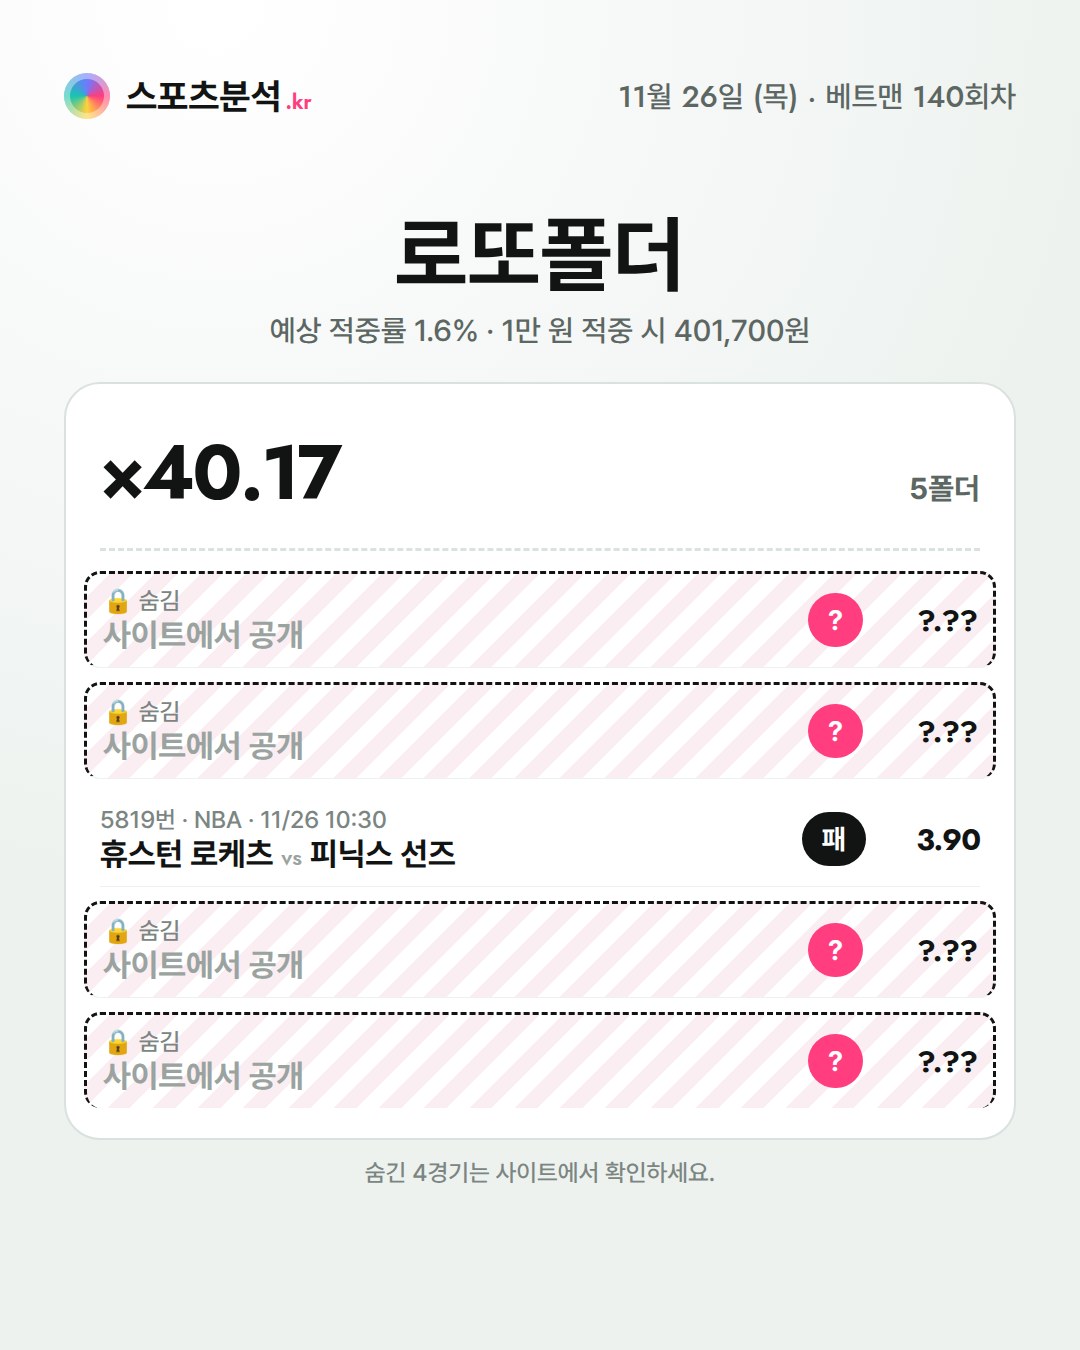 스포츠분석.kr
11월 26일 (목) · 베트맨 140회차
로또폴더
예상 적중률 1.6% · 1만 원 적중 시 401,700원
×40.17
5폴더
🔒 숨김
사이트에서 공개
?
?.??
🔒 숨김
사이트에서 공개
?
?.??
5819번 · NBA · 11/26 10:30
휴스턴 로케츠 vs 피닉스 선즈
패
3.90
🔒 숨김
사이트에서 공개
?
?.??
🔒 숨김
사이트에서 공개
?
?.??
숨긴 4경기는 사이트에서 확인하세요.